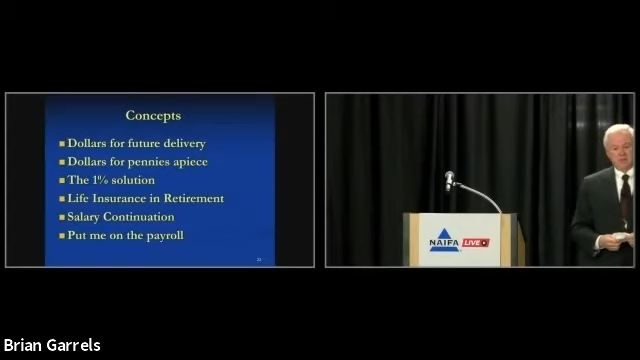 Concepts
Dollars for future delivery
Dollars for pennies apiece
The 1% solution
Life Insurance in Retirement
Salary Continuation
Put me on the payroll
NAIFA LIVE
Brian Garrels